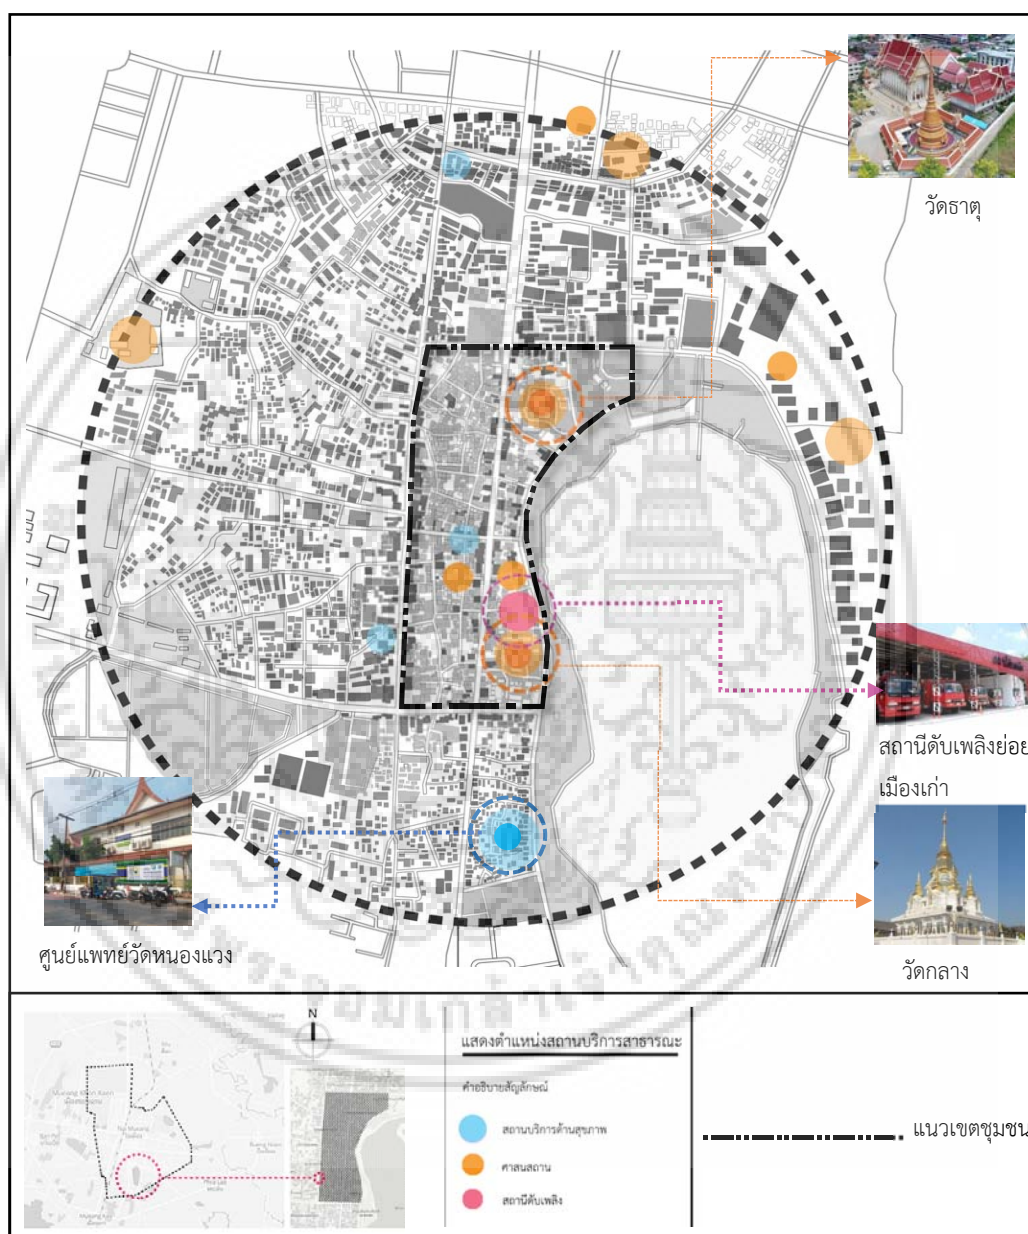 วัดธาตุ
สถานีดับเพลิงย่อย
เมืองเก่า
ศูนย์แพทย์วัดหนองแวง
วัดกลาง
N
แสดงตำแหน่งสถานบริการสาธารณะ
คำอธิบายสัญลักษณ์
สถานบริการด้านสุขภาพ
ศาสนสถาน
สถานีดับเพลิง
แนวเขตชุมชน